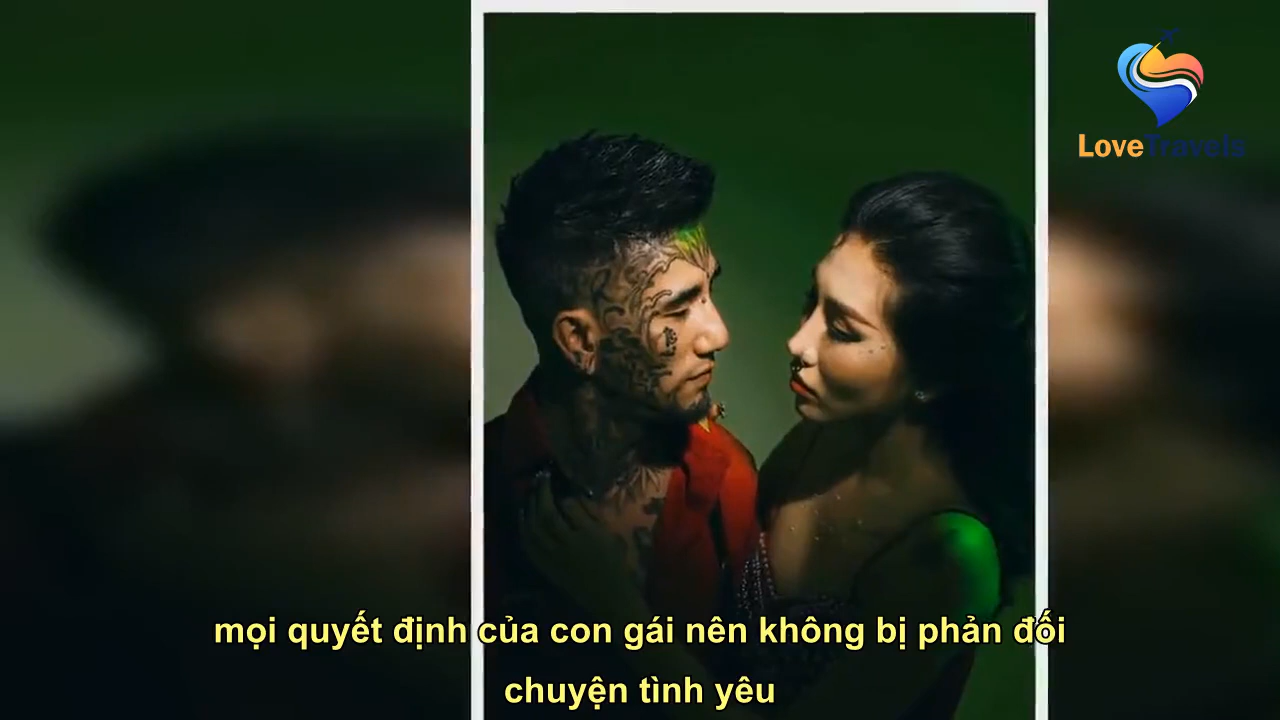 LoveTravels
mọi quyết định của con gái nên không bị phản đối
chuyện tình yêu